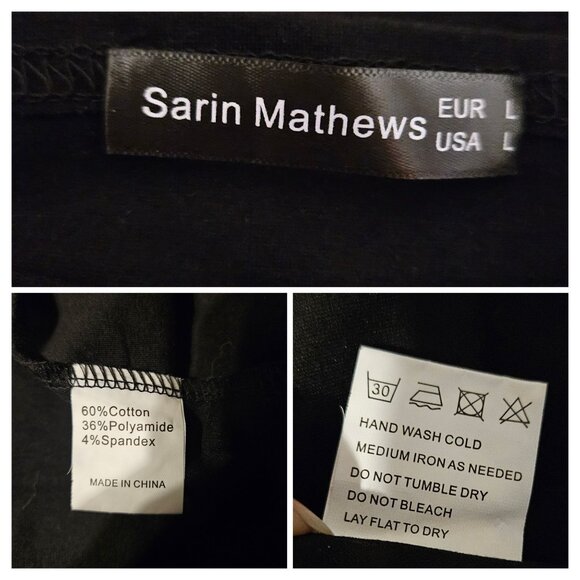 Sarin Mathews EUR L
USA L
60%Cotton
36%Polyamide
4%Spandex
MADE IN CHINA
30
HAND WASH COLD
MEDIUM IRON AS NEEDED
DO NOT TUMBLE DRY
DO NOT BLEACH
LAY FLAT TO DRY